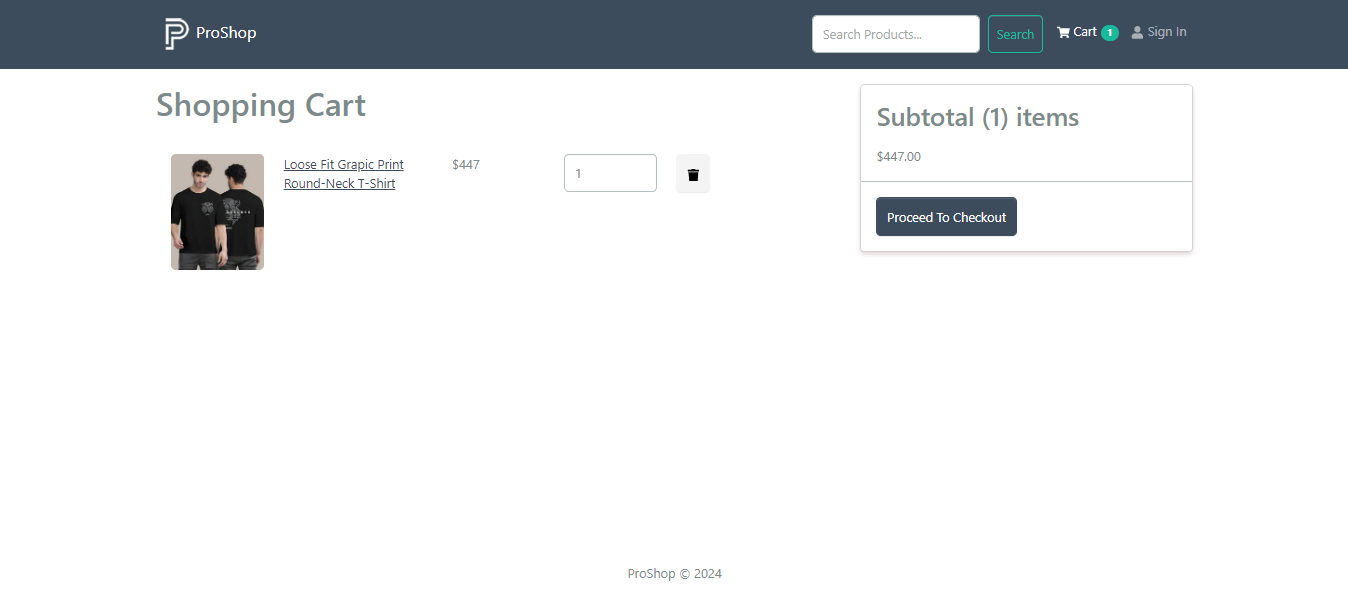 ProShop
Search Products...
Search
Cart 1
Sign In
Shopping Cart
Loose Fit Grapic Print
Round-Neck T-Shirt
$447
1
Subtotal (1) items
$447.00
Proceed To Checkout
ProShop © 2024